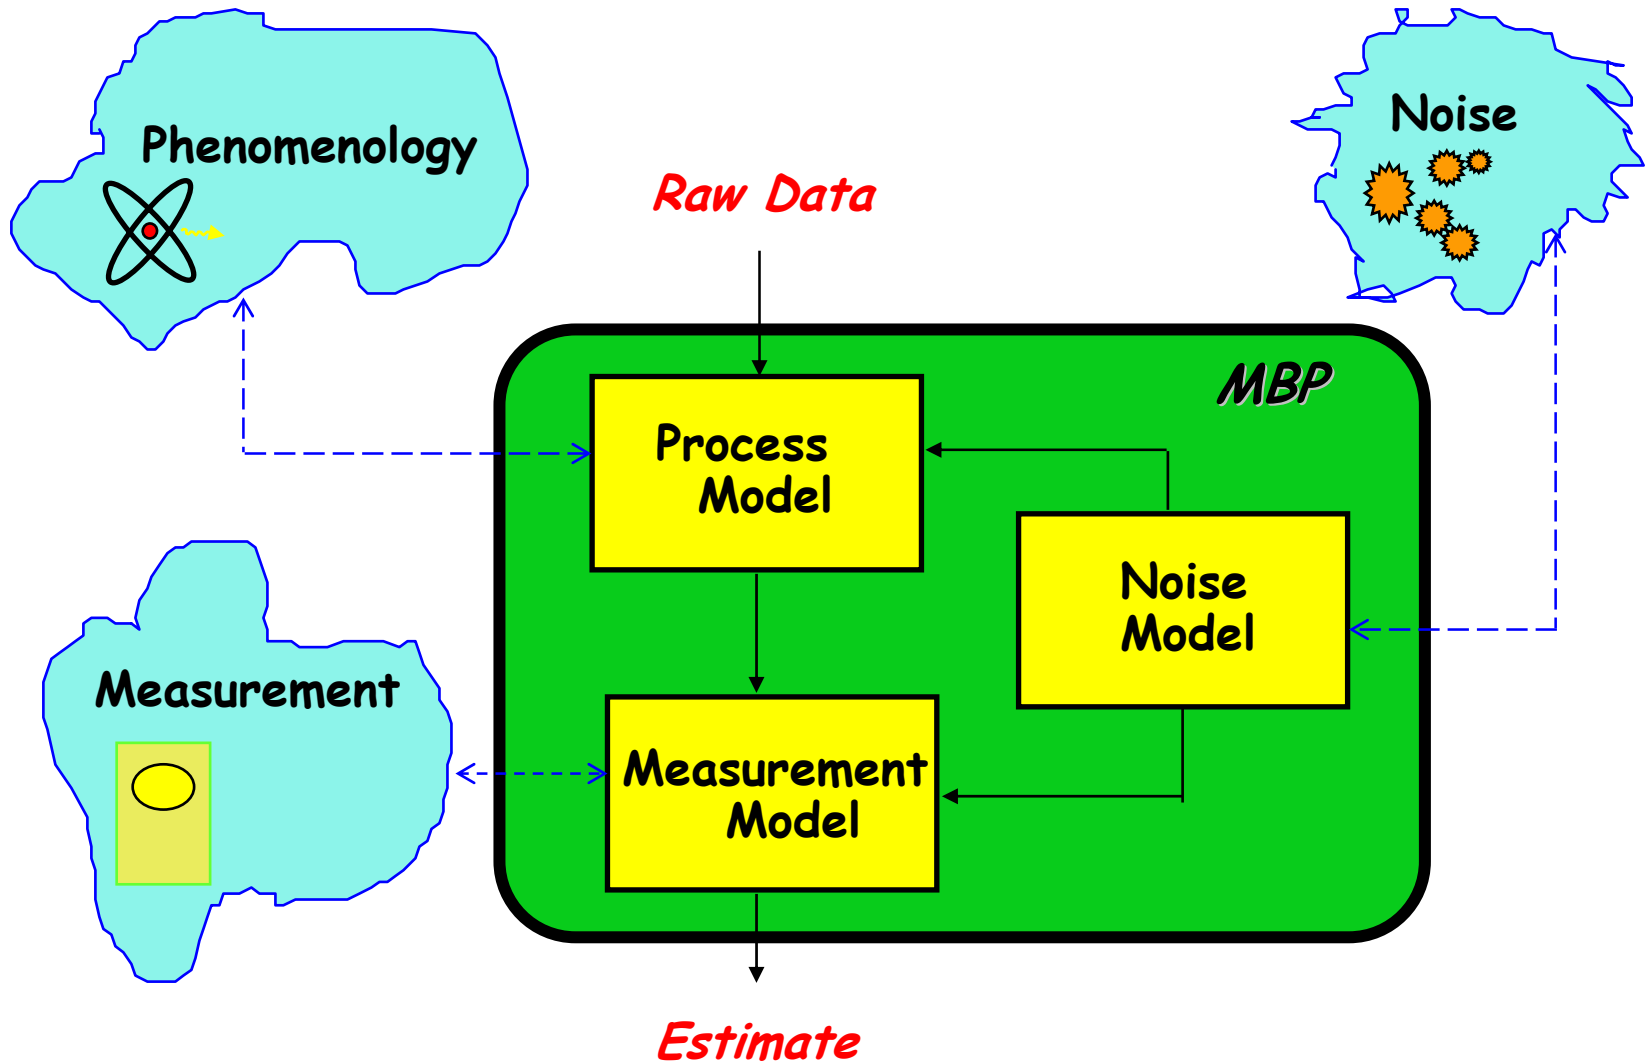 Phenomenology
Noise
Raw Data
MBP
Process
Model
Noise
Model
Measurement
Measurement
Model
Estimate